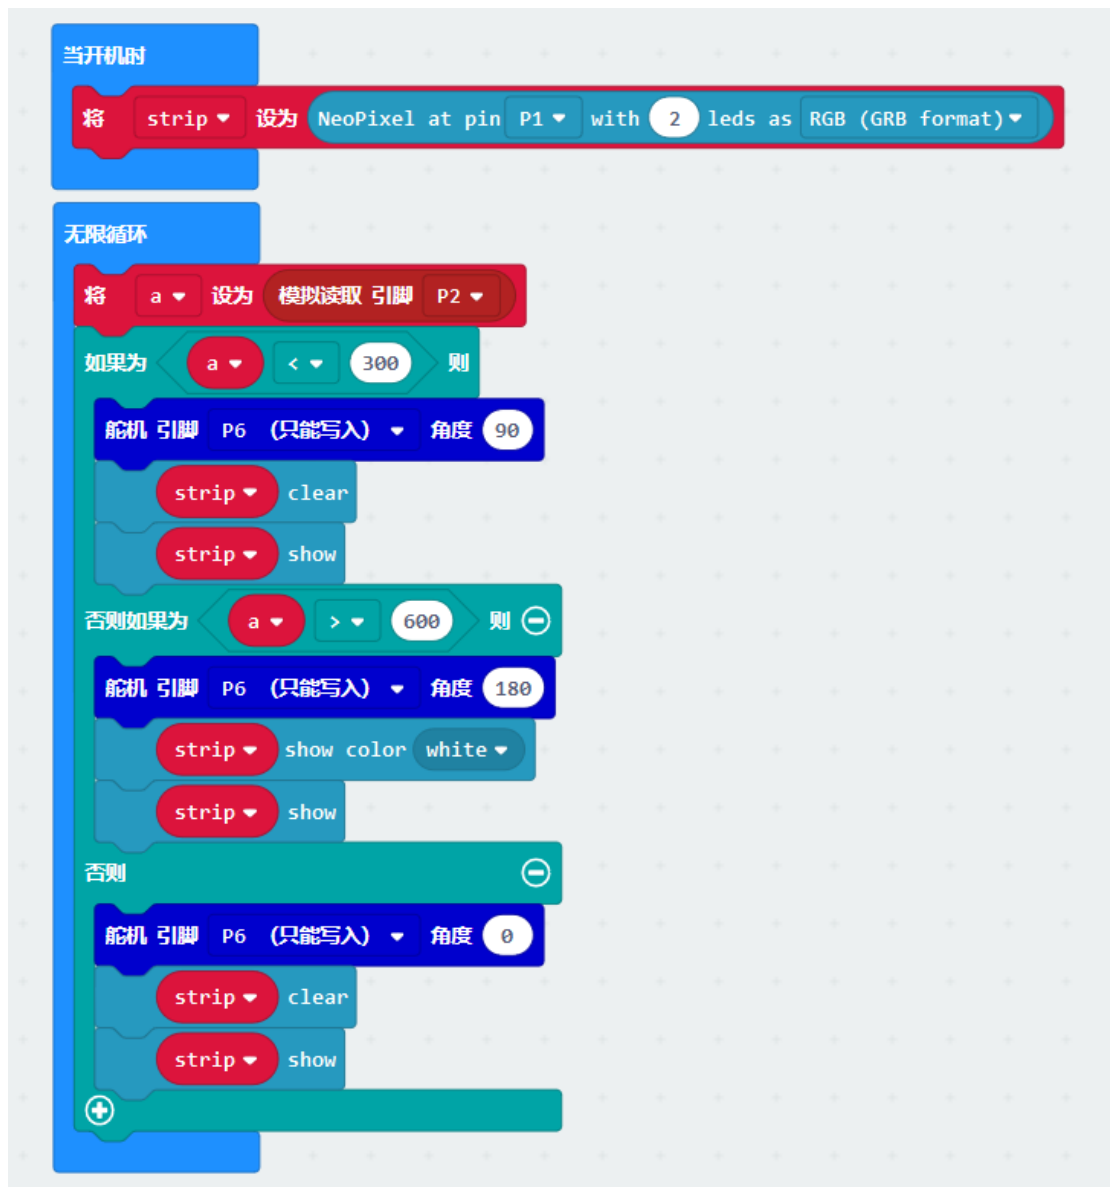 当开机时
将 strip 设为 NeoPixel at pin P1 with 2 leds as RGB (GRB format)
无限循环
将 a 设为 模拟读取 引脚 P2
如果为 a < 300 则
舵机 引脚 P6 (只能写入) 角度 90
strip clear
strip show
否则如果为 a > 600 则
舵机 引脚 P6 (只能写入) 角度 180
strip show color white
strip show
否则
舵机 引脚 P6 (只能写入) 角度 0
strip clear
strip show